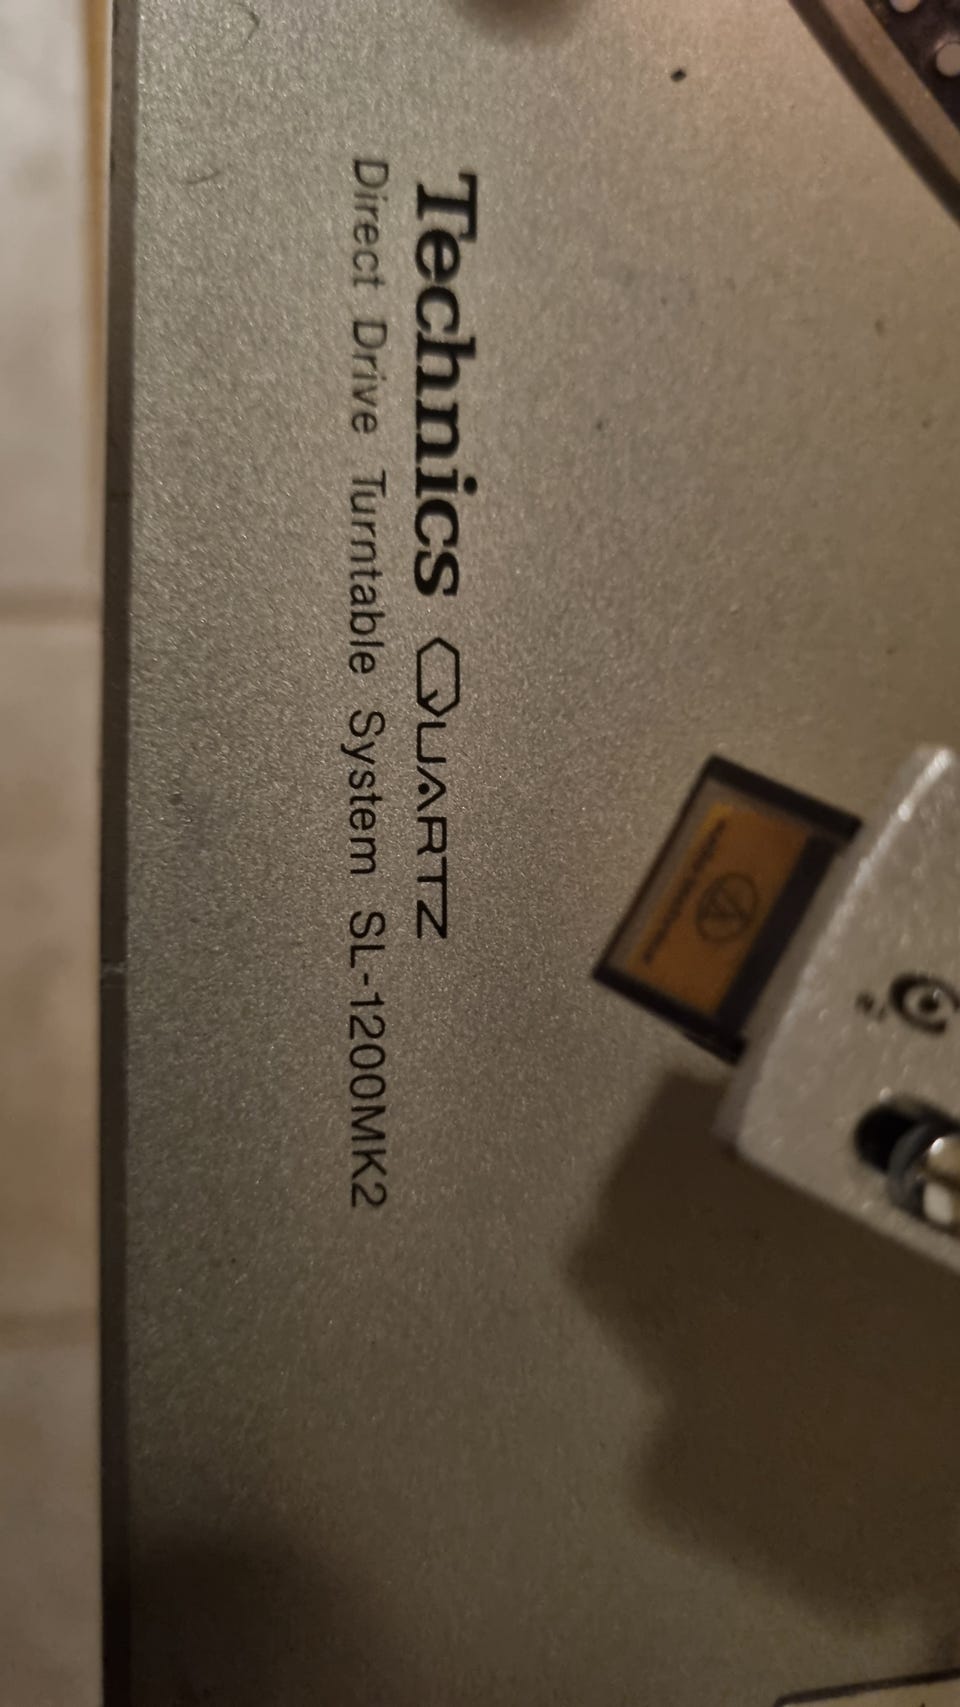 Technics QUARTZ
Direct Drive Turntable System SL-1200MK2